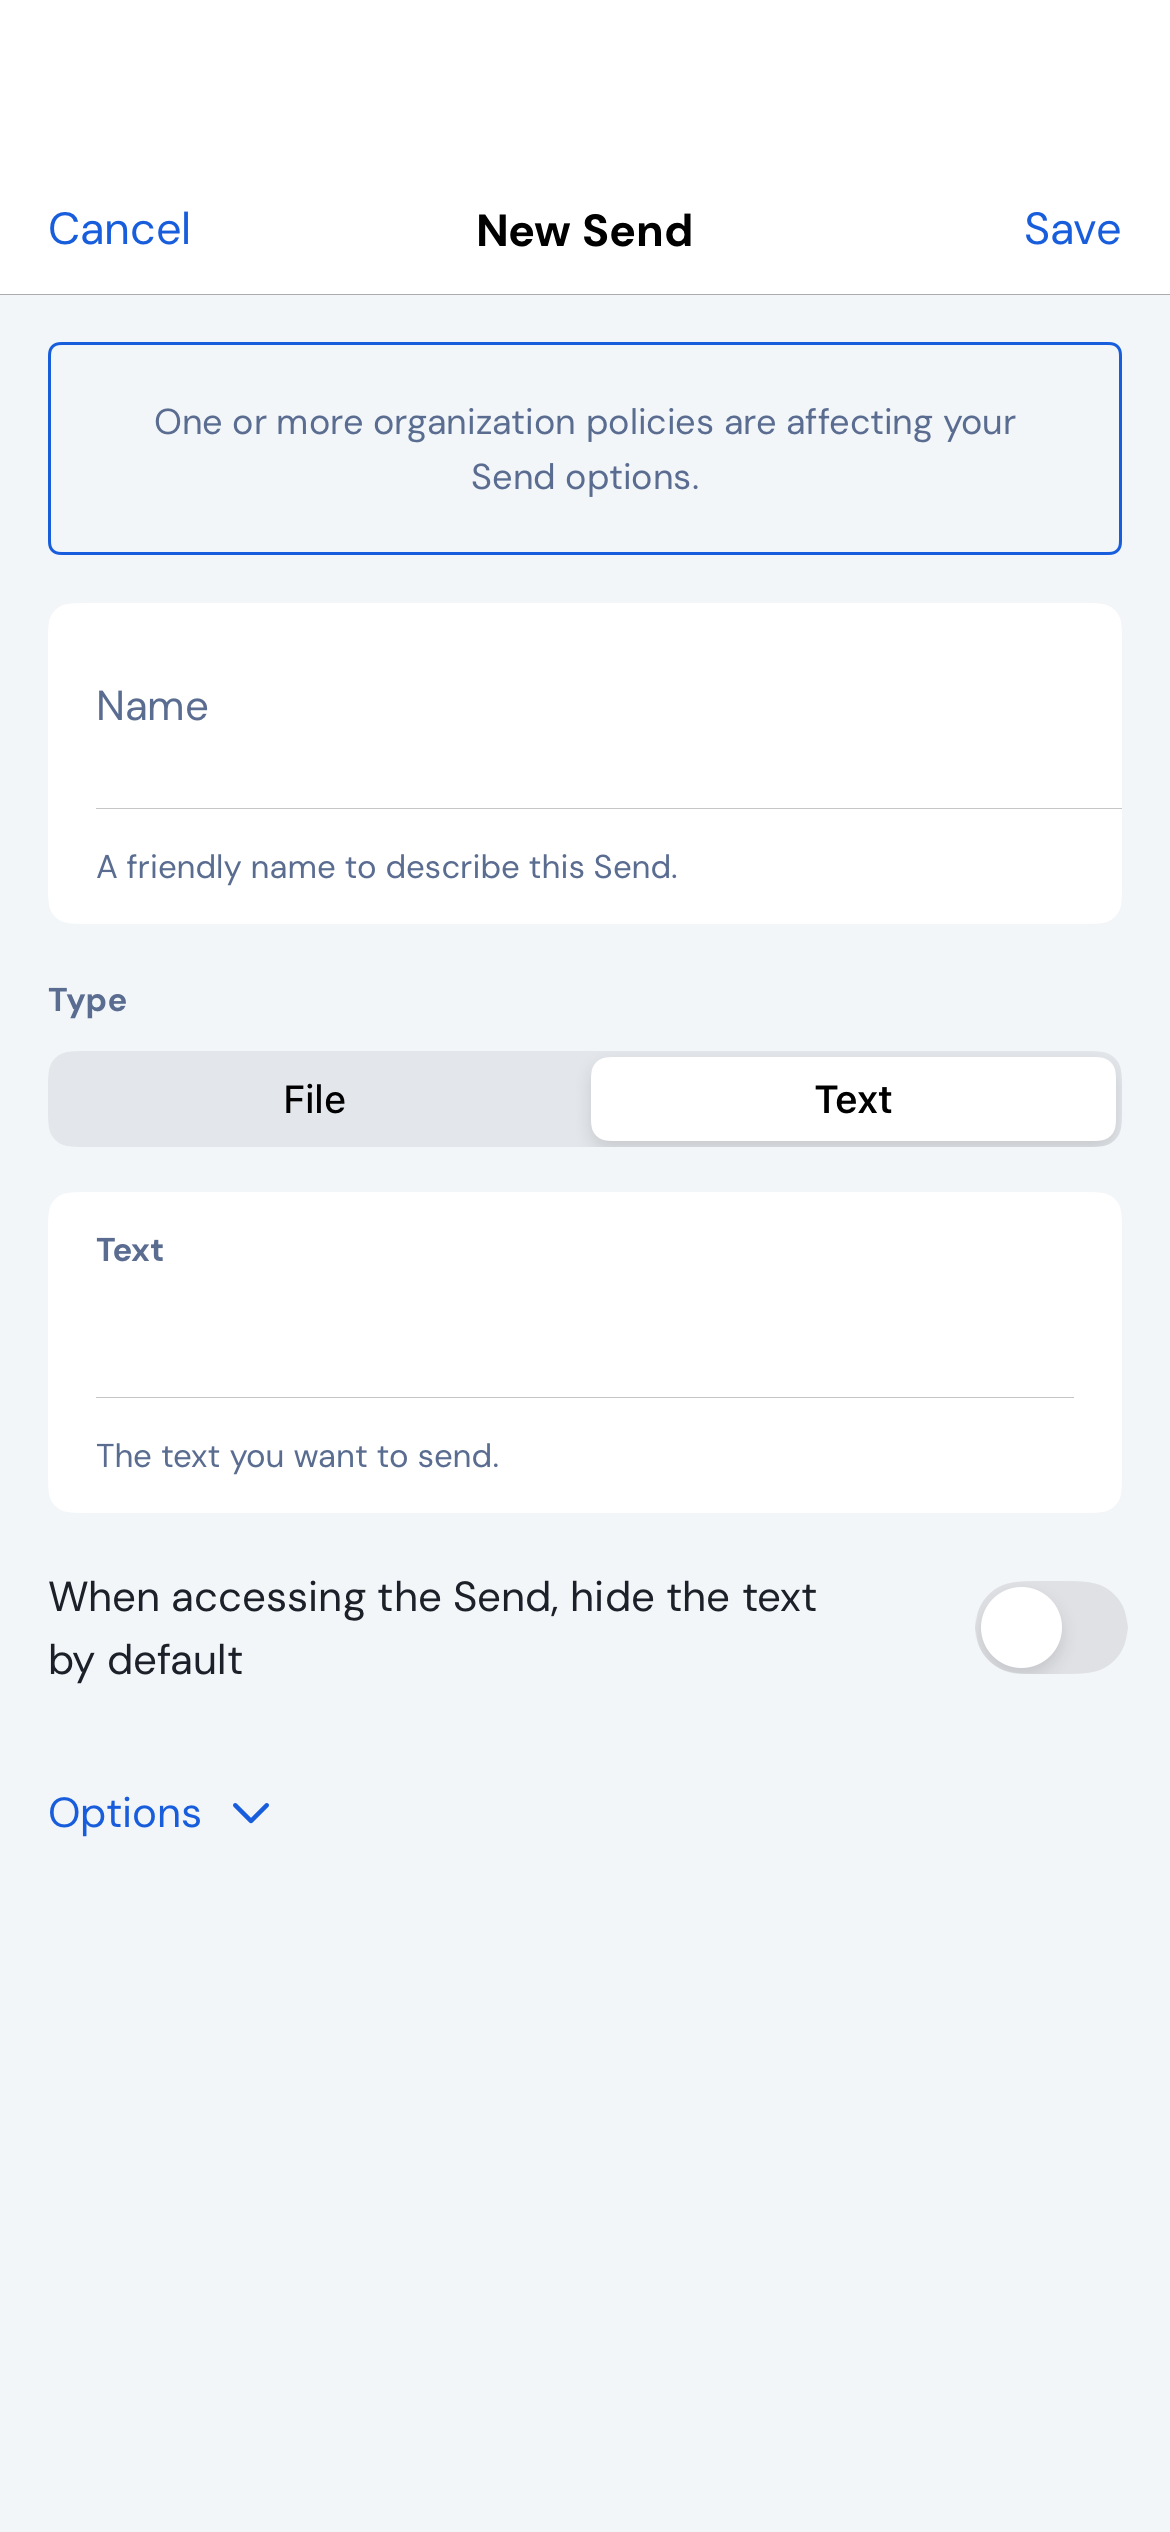 Cancel
New Send
Save
One or more organization policies are affecting your
Send options.
Name
A friendly name to describe this Send.
Type
File
Text
Text
The text you want to send.
When accessing the Send, hide the text
by default
Options